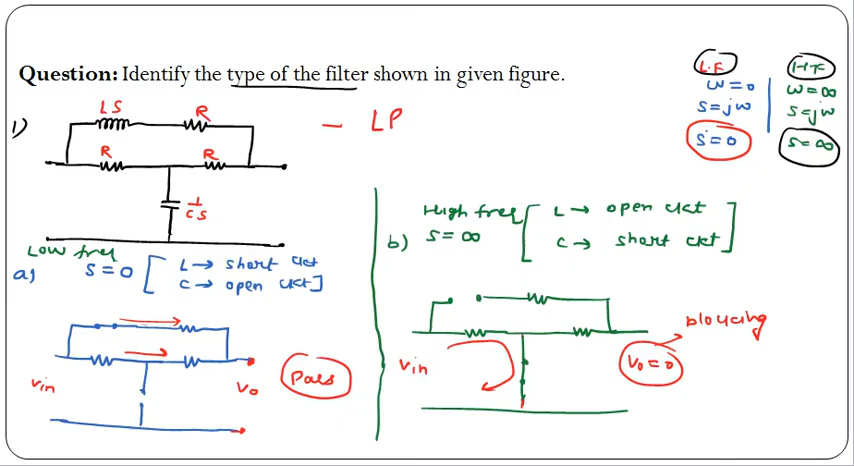 Question: Identify the type of the filter shown in given figure.
L.F
ω=0
S=jω
S=0
H.F
ω=∞
S=jω
S=∞
1)
LS
R
R
R
1/CS
— LP
Low freq
a) S=0 [ L→ short ckt
C→ open ckt]
Vin
Vo
Pass
High freq
b) S=∞
[ L→ open ckt
C→ short ckt ]
Vin
Vo=0
blocking